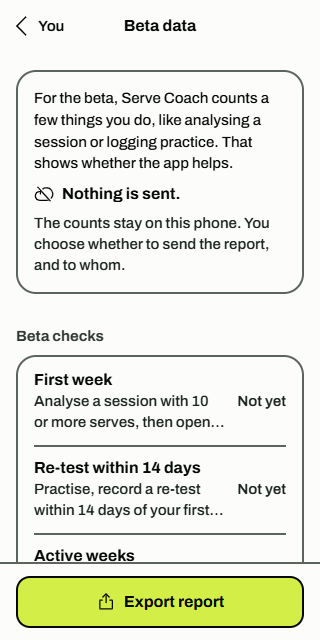 You
Beta data
For the beta, Serve Coach counts a
few things you do, like analysing a
session or logging practice. That
shows whether the app helps.
Nothing is sent.
The counts stay on this phone. You
choose whether to send the report,
and to whom.
Beta checks
First week
Analyse a session with 10
or more serves, then open...
Not yet
Re-test within 14 days
Practise, record a re-test
within 14 days of your first...
Not yet
Active weeks
Export report